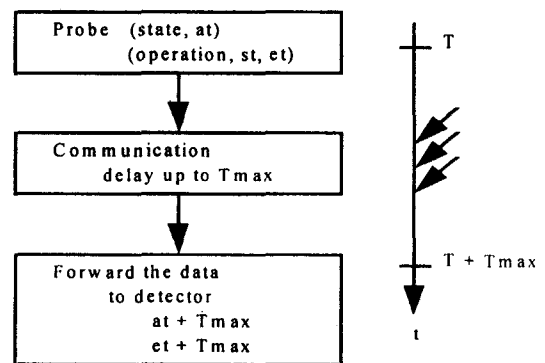 Probe (state, at)
(operation, st, et)
Communication
delay up to Tmax
Forward the data
to detector
at + Tmax
et + Tmax
T
T + Tmax
t